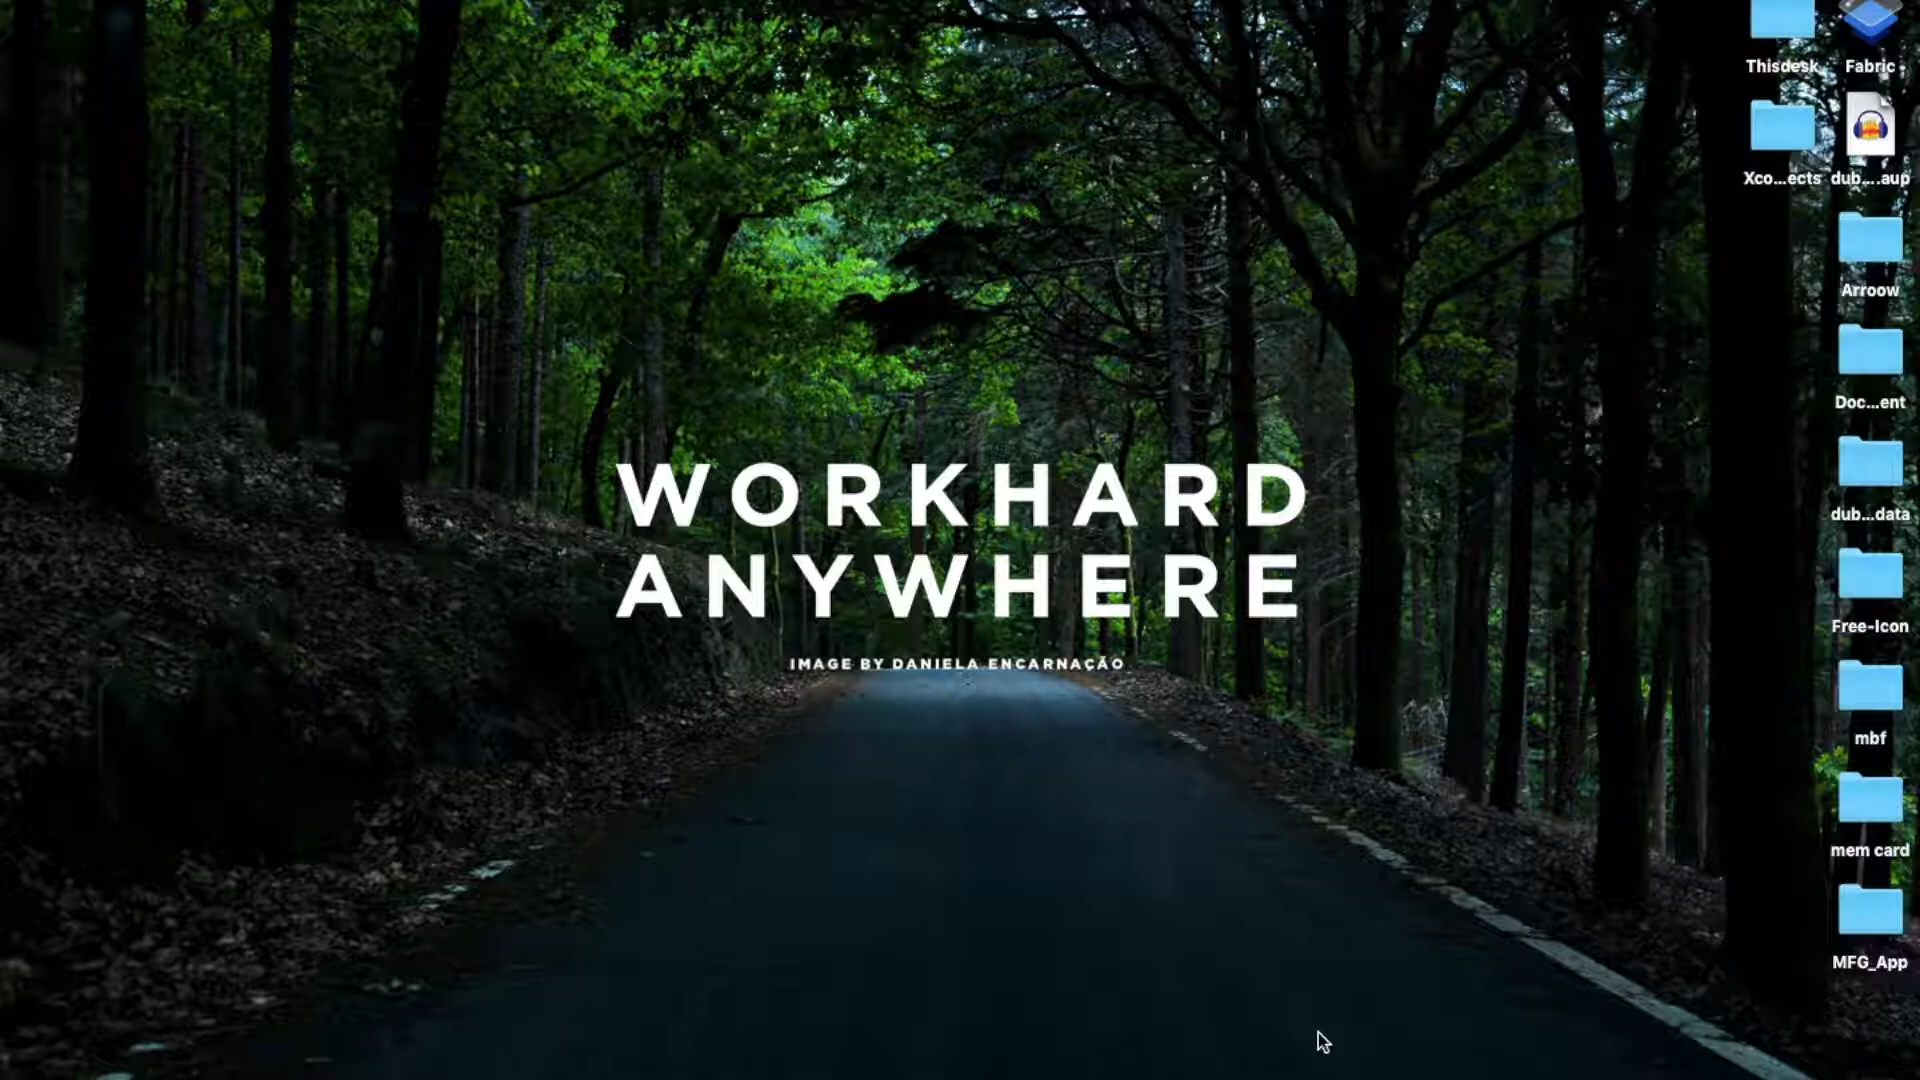 WORKHARD
ANYWHERE
IMAGE BY DANIELA ENCARNAÇÃO
Thisdesk
Fabric
Xco...ects
dub....aup
Arroow
Doc...ent
dub...data
Free-Icon
mbf
mem card
MFG_App